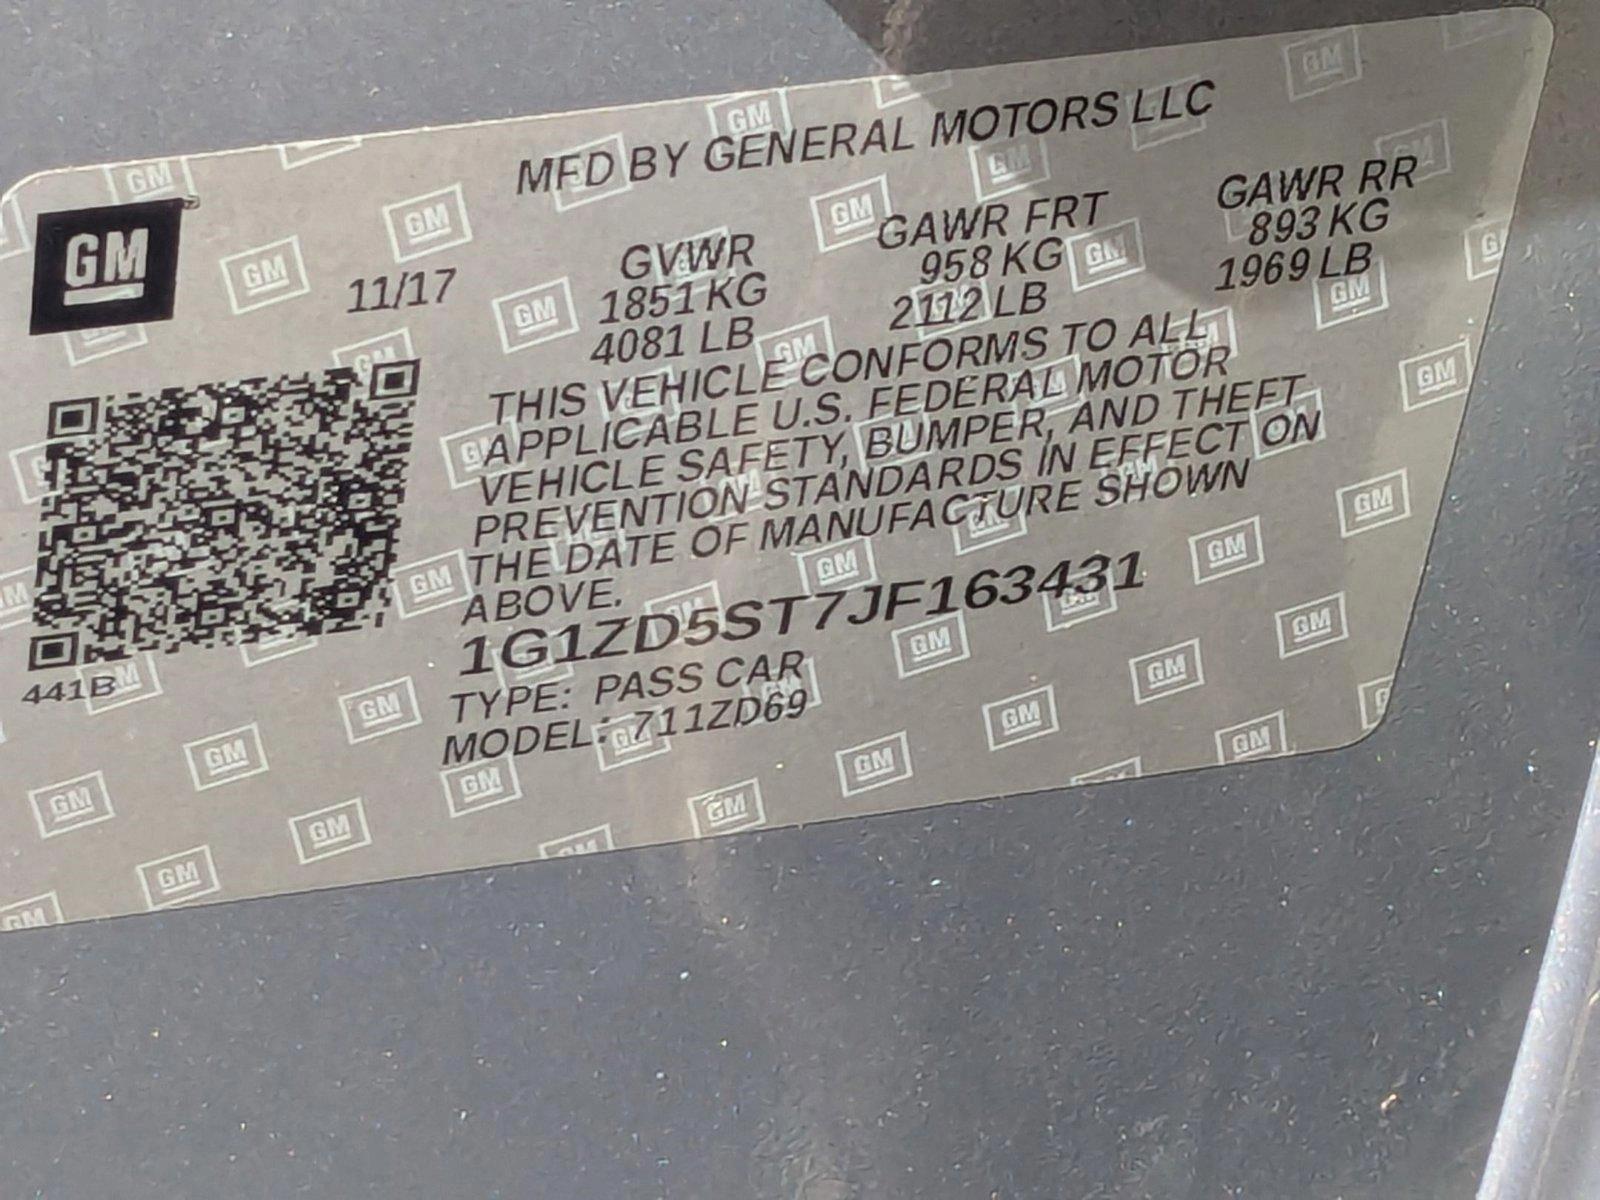 MFD BY GENERAL MOTORS LLC
GM
11/17
GVWR
1851 KG
4081 LB
GAWR FRT
958 KG
2112 LB
GAWR RR
893 KG
1969 LB
THIS VEHICLE CONFORMS TO ALL
APPLICABLE U.S. FEDERAL MOTOR
VEHICLE SAFETY, BUMPER, AND THEFT
PREVENTION STANDARDS IN EFFECT ON
THE DATE OF MANUFACTURE SHOWN
ABOVE.
1G1ZD5ST7JF163431
TYPE: PASS CAR
MODEL: 711ZD69
441B